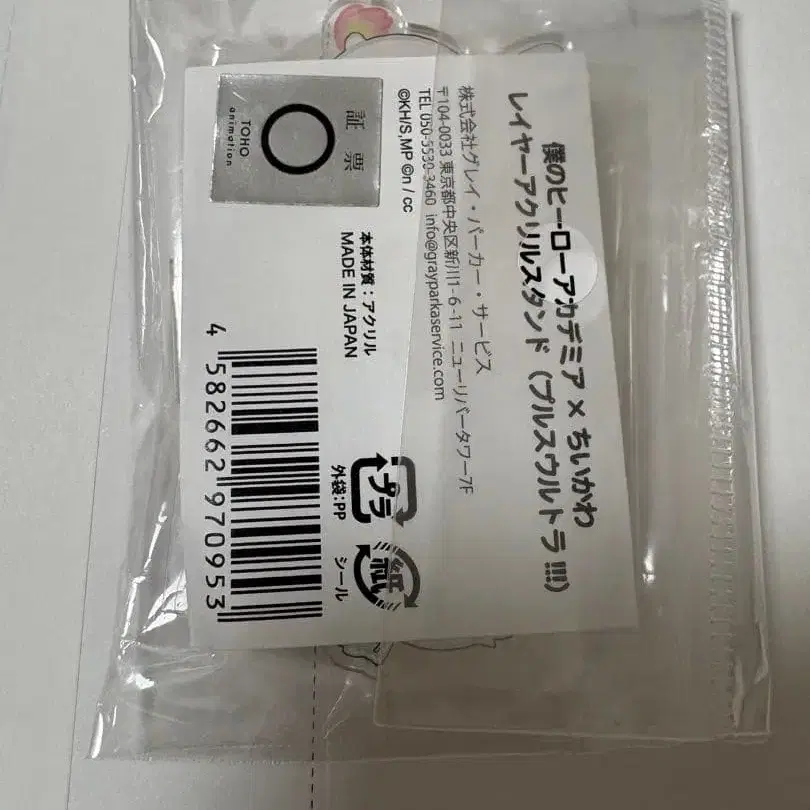 僕のヒーローアカデミア × ちいかわ
レイヤーアクリルスタンド（プルスウルトラ!!!!）
株式会社グレイ・パーカー・サービス
〒104-0033 東京都中央区新川1-6-11 ニューリバータワー7F
TEL 050-5530-3460 info@grayparkaservice.com
©KH/S,MP ©n / cc
証票
TOHO
animation
本体材質：アクリル
MADE IN JAPAN
プラ
外袋:PP
紙
シール
4 582662 970953